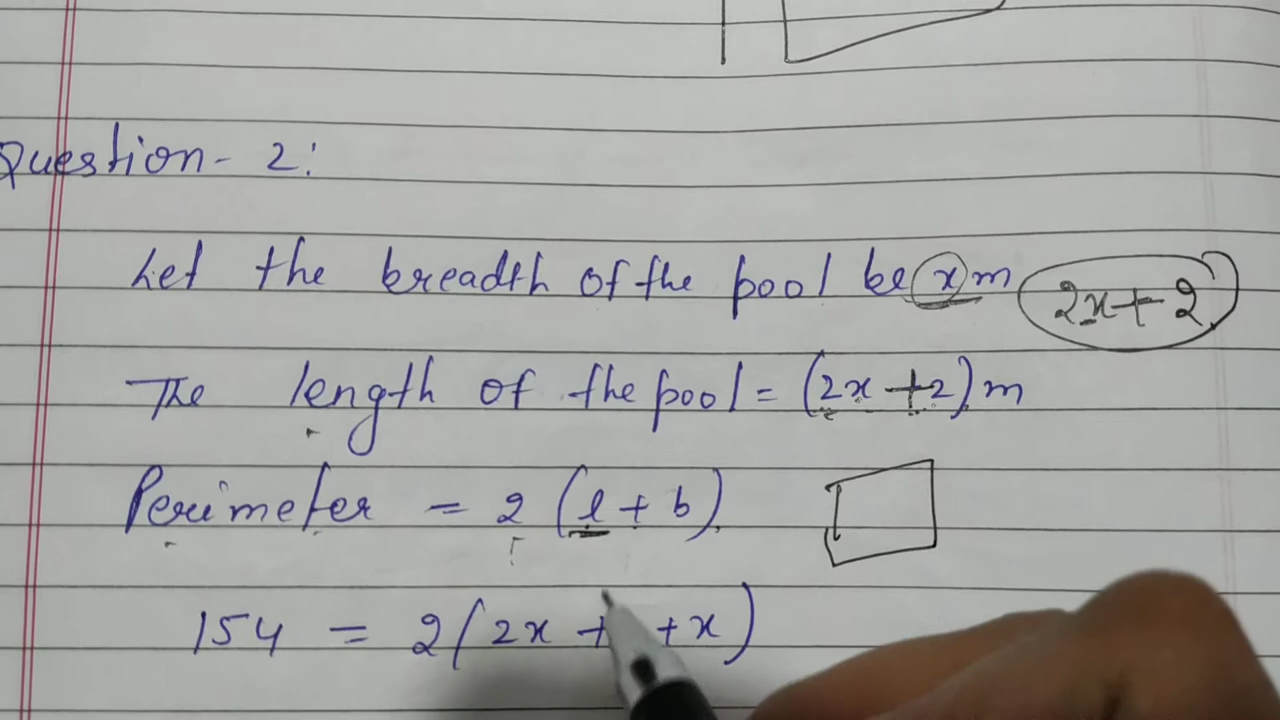 Question- 2:
Let the breadth of the pool be x m
2x+2
The length of the pool = (2x+2)m
Perimeter = 2 (l + b)
154 = 2(2x + +x)